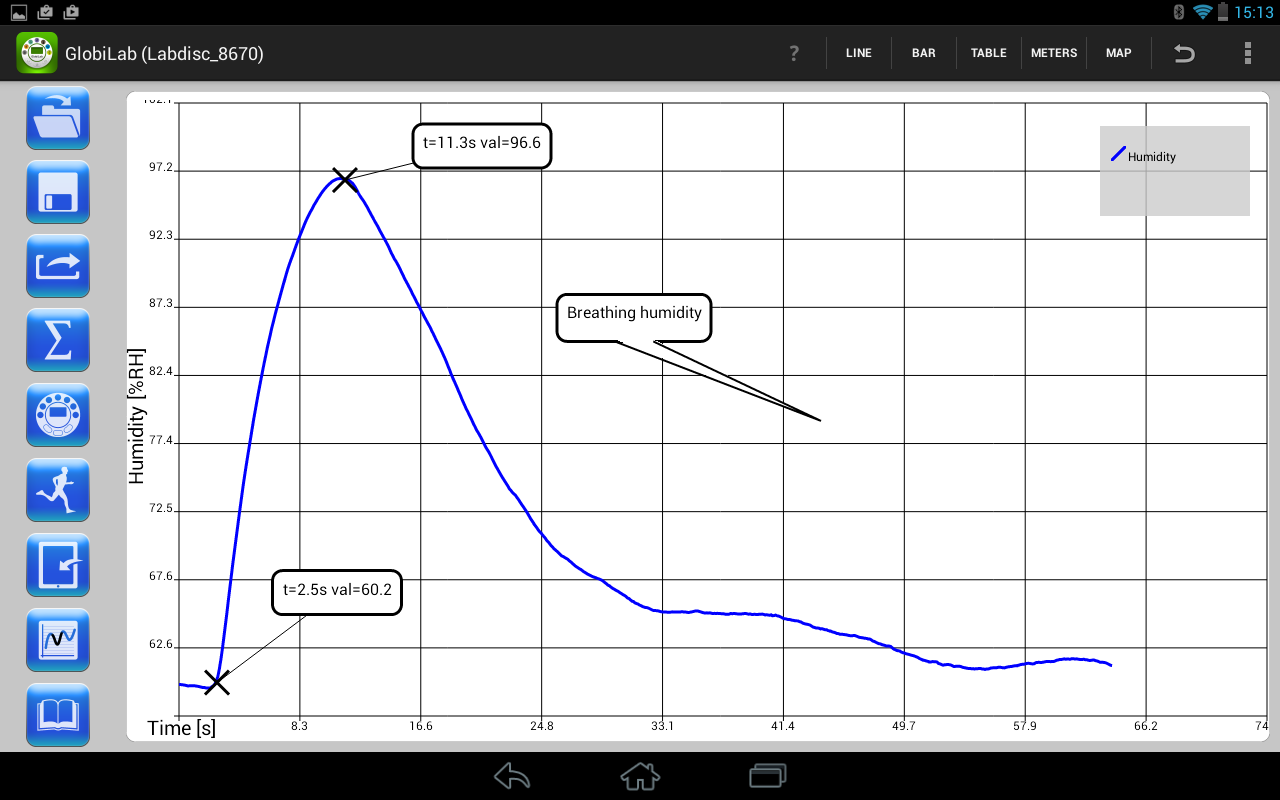 15:13
GlobiLab (Labdisc_8670)
?
LINE
BAR
TABLE
METERS
MAP
102.1
97.2
92.3
87.3
82.4
77.4
72.5
67.6
62.6
Humidity [%RH]
t=11.3s val=96.6
Humidity
Breathing humidity
t=2.5s val=60.2
Time [s]
8.3
16.6
24.8
33.1
41.4
49.7
57.9
66.2
74